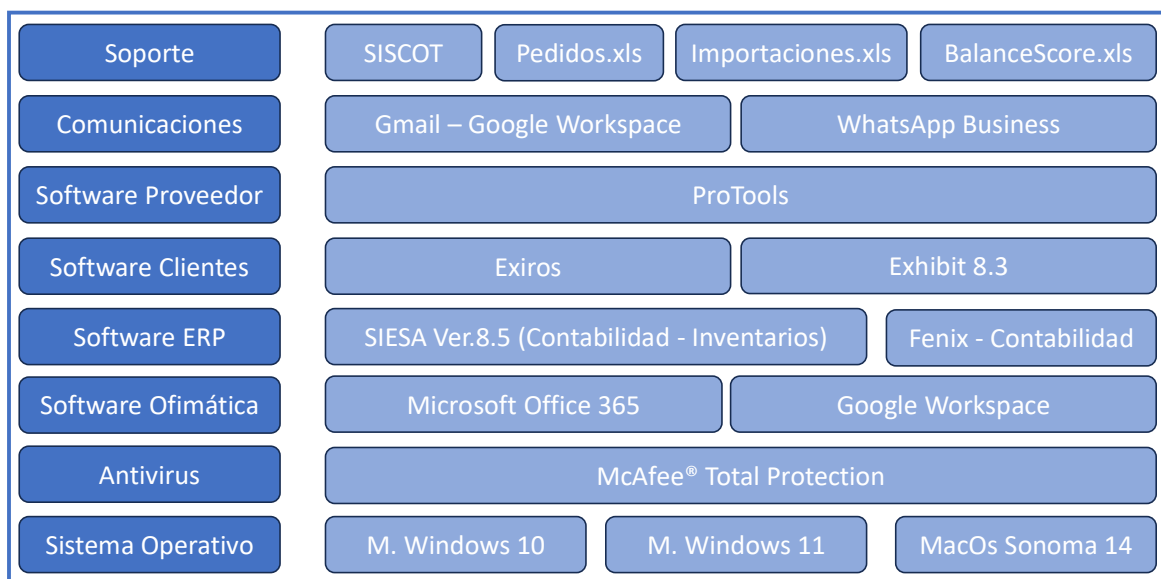 Soporte
SISCOT
Pedidos.xls
Importaciones.xls
BalanceScore.xls
Comunicaciones
Gmail – Google Workspace
WhatsApp Business
Software Proveedor
ProTools
Software Clientes
Exiros
Exhibit 8.3
Software ERP
SIESA Ver.8.5 (Contabilidad - Inventarios)
Fenix - Contabilidad
Software Ofimática
Microsoft Office 365
Google Workspace
Antivirus
McAfee® Total Protection
Sistema Operativo
M. Windows 10
M. Windows 11
MacOs Sonoma 14